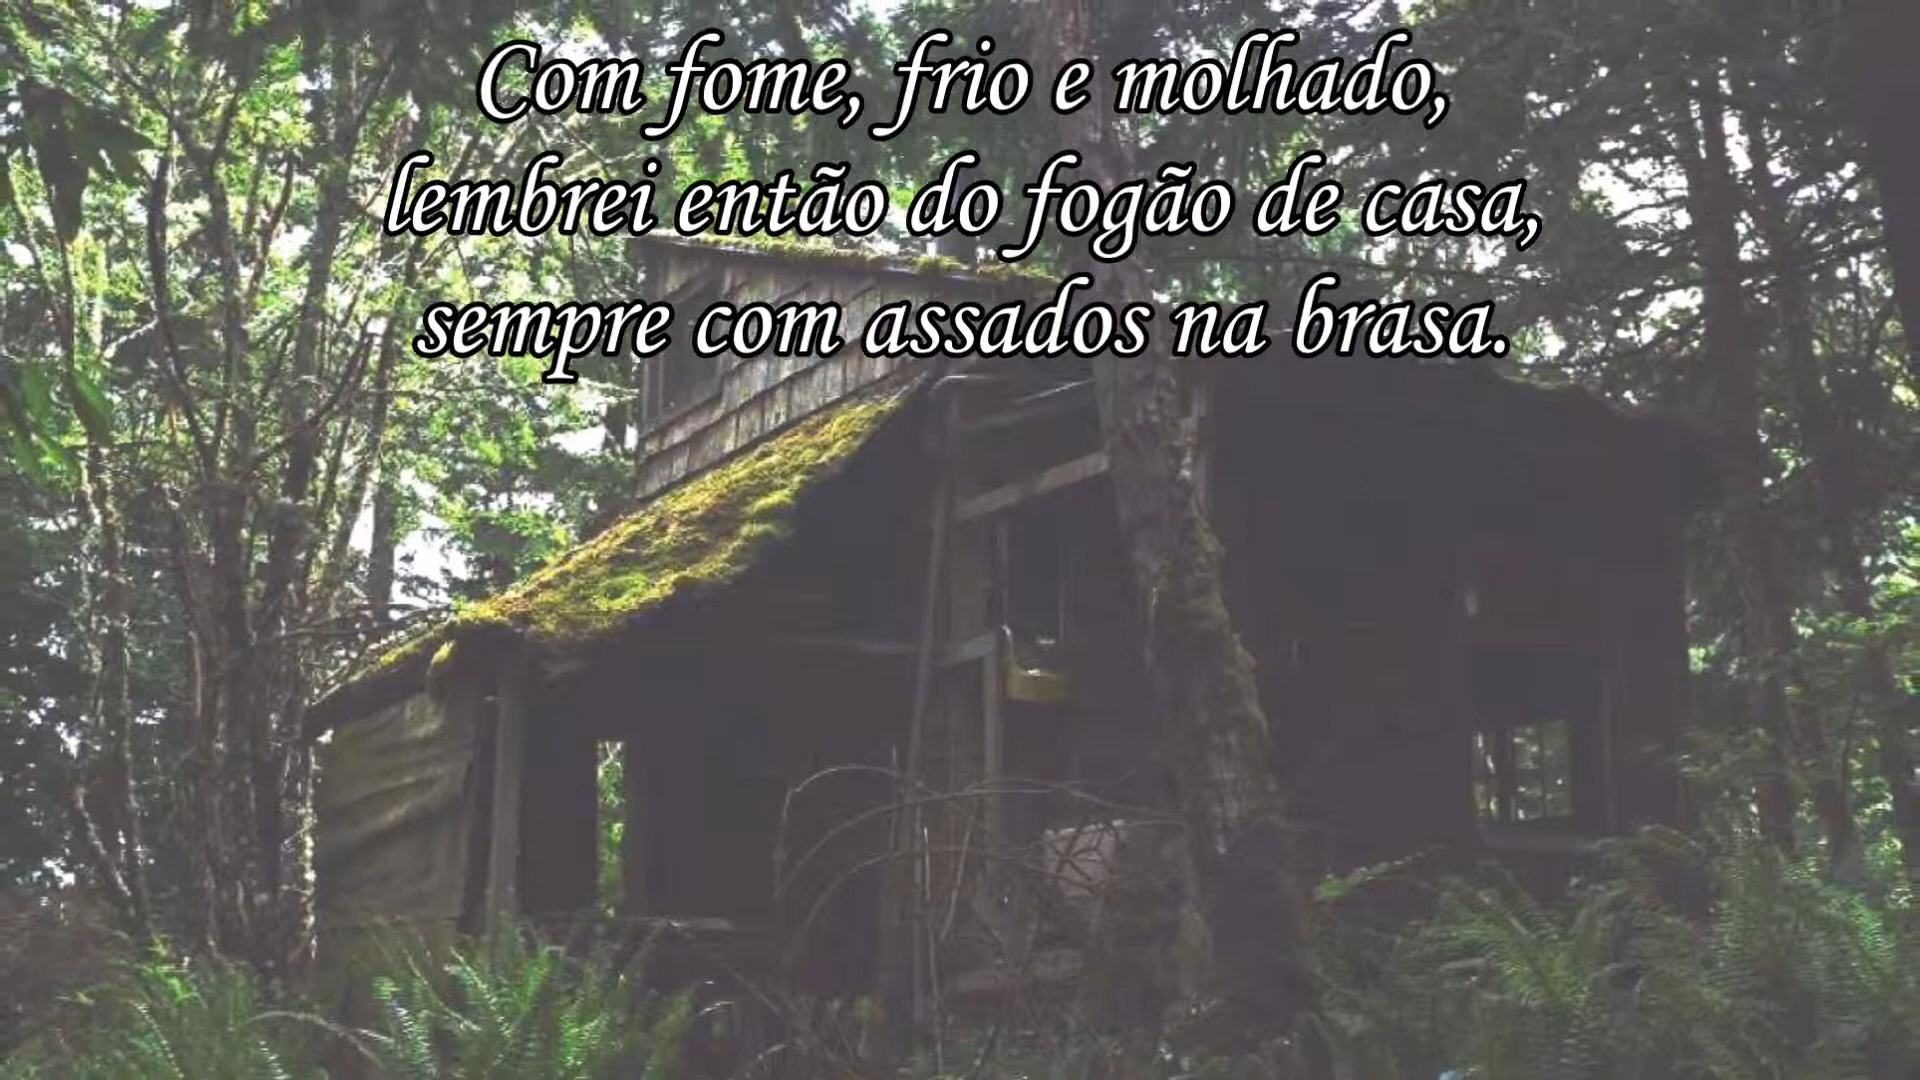 Com fome, frio e molhado,
lembrei então do fogão de casa,
sempre com assados na brasa.